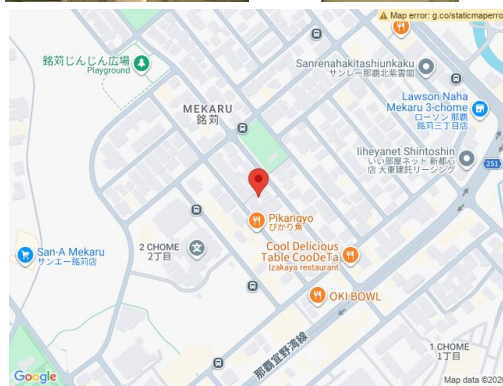 Map error: g.co/staticmaperro
銘苅じんじん広場
Playground
Sanrenahakitashiunkaku
サンレー那覇北紫雲閣
MEKARU
銘苅
Lawson Naha
Mekaru 3-chome
ローソン 那覇
銘苅三丁目店
Iiheyanet Shintoshin
いい部屋ネット 新都心
店 大東建託リーシング
251
Pikarigyo
ぴかり魚
San-A Mekaru
サンエー銘苅店
2 CHOME
2丁目
文
Cool Delicious
Table CooDeTa
Izakaya restaurant
OKI BOWL
那覇宜野湾線
1 CHOME
1丁目
Google
Map data ©202